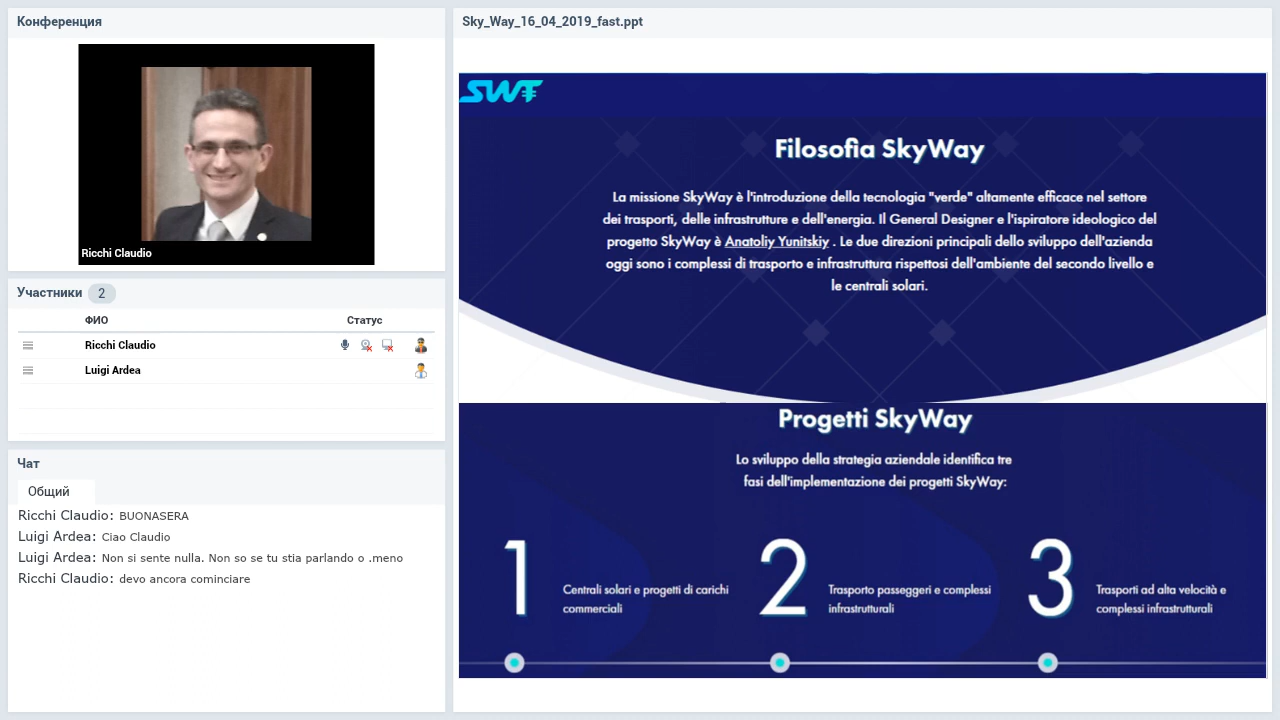 Конференция
Ricchi Claudio
Участники 2
ФИО Статус
Ricchi Claudio
Luigi Ardea
Чат
Общий
Ricchi Claudio: BUONASERA
Luigi Ardea: Ciao Claudio
Luigi Ardea: Non si sente nulla. Non so se tu stia parlando o .meno
Ricchi Claudio: devo ancora cominciare
Sky_Way_16_04_2019_fast.ppt
SWT
Filosofia SkyWay
La missione SkyWay è l'introduzione della tecnologia "verde" altamente efficace nel settore
dei trasporti, delle infrastrutture e dell'energia. Il General Designer e l'ispiratore ideologico del
progetto SkyWay è Anatoliy Yunitskiy . Le due direzioni principali dello sviluppo dell'azienda
oggi sono i complessi di trasporto e infrastruttura rispettosi dell'ambiente del secondo livello e
le centrali solari.
Progetti SkyWay
Lo sviluppo della strategia aziendale identifica tre
fasi dell'implementazione dei progetti SkyWay:
1
Centrali solari e progetti di carichi
commerciali
2
Trasporto passeggeri e complessi
infrastrutturali
3
Trasporti ad alta velocità e
complessi infrastrutturali